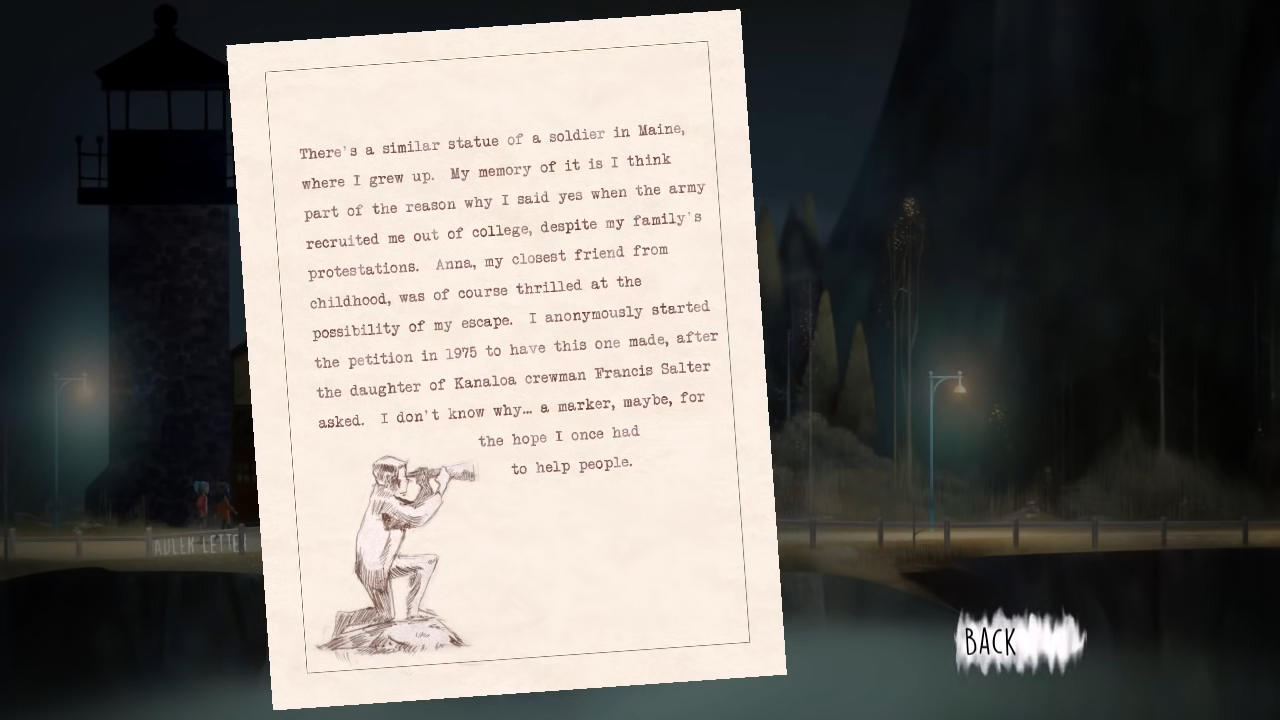 There's a similar statue of a soldier in Maine,
where I grew up.  My memory of it is I think
part of the reason why I said yes when the army
recruited me out of college, despite my family's
protestations.  Anna, my closest friend from
childhood, was of course thrilled at the
possibility of my escape.  I anonymously started
the petition in 1975 to have this one made, after
the daughter of Kanaloa crewman Francis Salter
asked.  I don't know why… a marker, maybe, for
the hope I once had
to help people.
ADLER LETTE
BACK